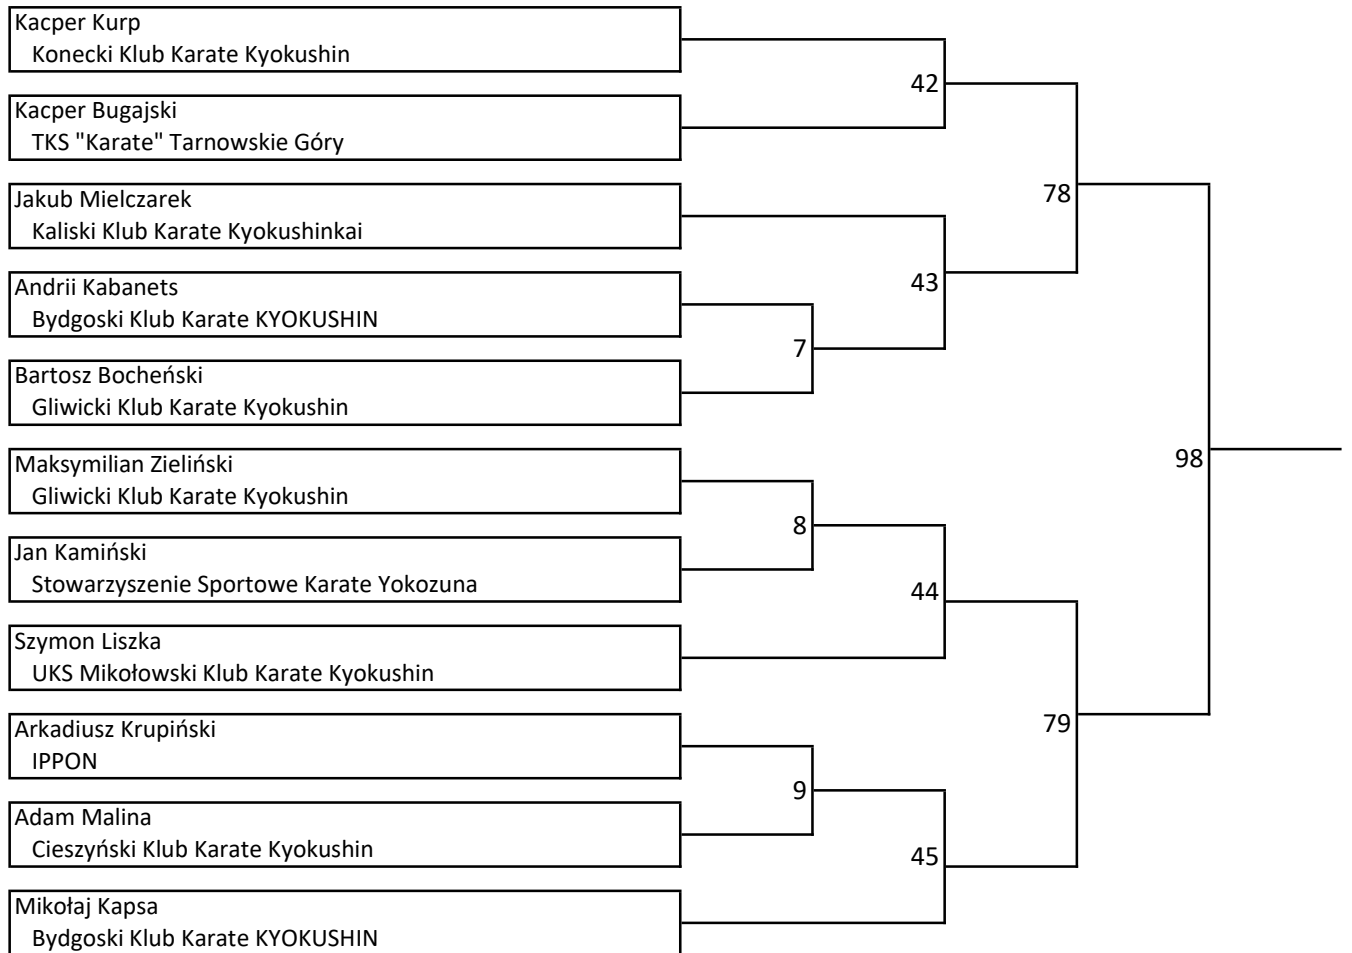 Kacper Kurp
Konecki Klub Karate Kyokushin
42
Kacper Bugajski
TKS "Karate" Tarnowskie Góry
Jakub Mielczarek
78
Kaliski Klub Karate Kyokushinkai
Andrii Kabanets
43
Bydgoski Klub Karate KYOKUSHIN
7
Bartosz Bocheński
Gliwicki Klub Karate Kyokushin
Maksymilian Zieliński
98
Gliwicki Klub Karate Kyokushin
8
Jan Kamiński
Stowarzyszenie Sportowe Karate Yokozuna
44
Szymon Liszka
UKS Mikołowski Klub Karate Kyokushin
Arkadiusz Krupiński
79
IPPON
9
Adam Malina
Cieszyński Klub Karate Kyokushin
45
Mikołaj Kapsa
Bydgoski Klub Karate KYOKUSHIN